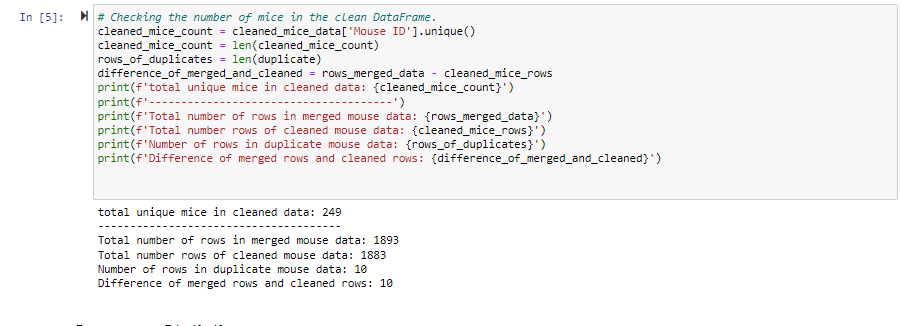 In [5]:
# Checking the number of mice in the clean DataFrame.
cleaned_mice_count = cleaned_mice_data['Mouse ID'].unique()
cleaned_mice_count = len(cleaned_mice_count)
rows_of_duplicates = len(duplicate)
difference_of_merged_and_cleaned = rows_merged_data - cleaned_mice_rows
print(f'total unique mice in cleaned data: {cleaned_mice_count}')
print(f'-------------------------------------')
print(f'Total number of rows in merged mouse data: {rows_merged_data}')
print(f'Total number rows of cleaned mouse data: {cleaned_mice_rows}')
print(f'Number of rows in duplicate mouse data: {rows_of_duplicates}')
print(f'Difference of merged rows and cleaned rows: {difference_of_merged_and_cleaned}')
total unique mice in cleaned data: 249
-------------------------------------
Total number of rows in merged mouse data: 1893
Total number rows of cleaned mouse data: 1883
Number of rows in duplicate mouse data: 10
Difference of merged rows and cleaned rows: 10